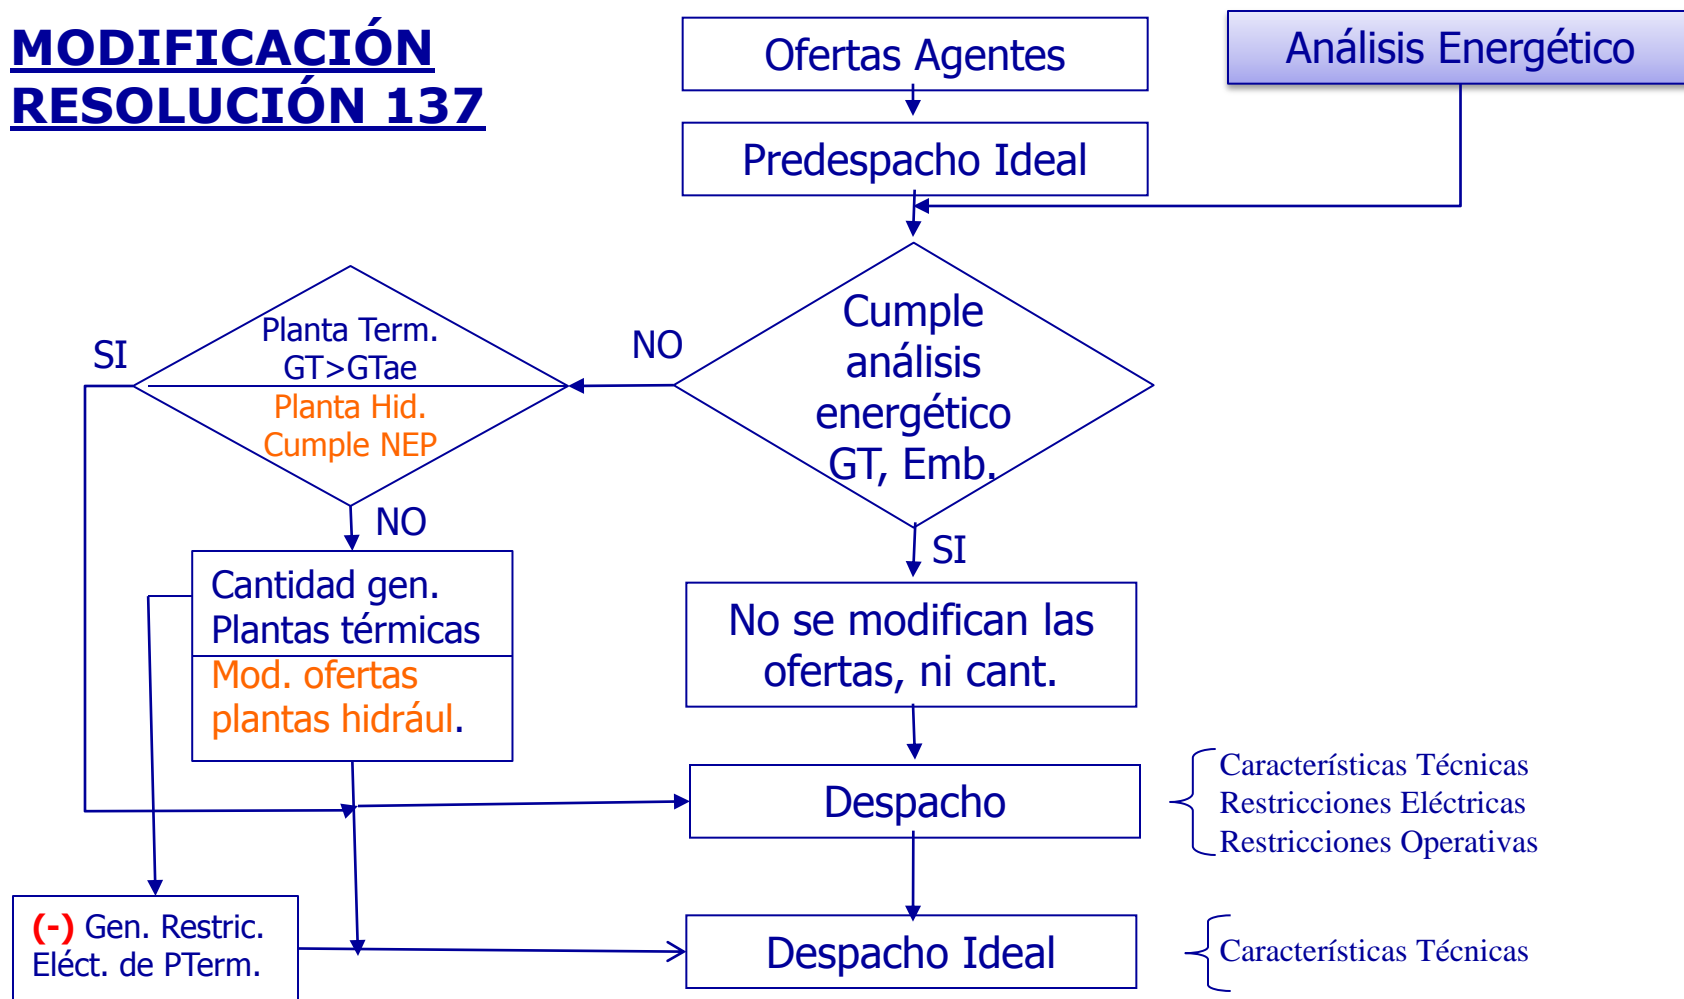 MODIFICACIÓN
RESOLUCIÓN 137
Ofertas Agentes
Análisis Energético
Predespacho Ideal
Cumple
análisis
energético
GT, Emb.
NO
SI
Planta Term.
GT>GTae
Planta Hid.
Cumple NEP
SI
NO
Cantidad gen.
Plantas térmicas
Mod. ofertas
plantas hidrául.
No se modifican las
ofertas, ni cant.
Despacho
Características Técnicas
Restricciones Eléctricas
Restricciones Operativas
(-) Gen. Restric.
Eléct. de PTerm.
Despacho Ideal
Características Técnicas